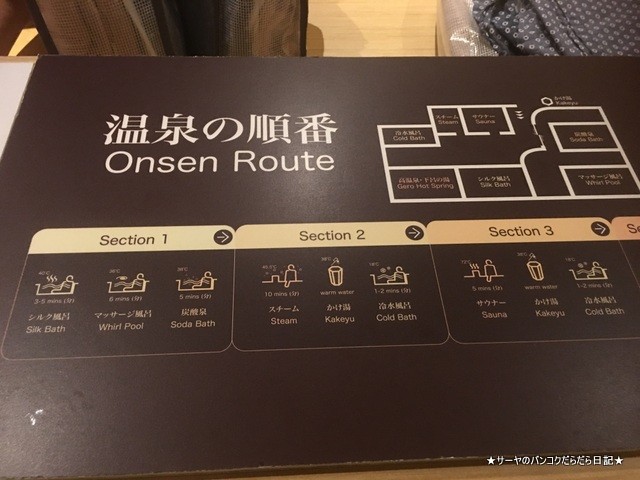 温泉の順番
Onsen Route
かけ湯
Kakeyu
スチーム
Steam
サウナー
Sauna
冷水風呂
Cold Bath
炭酸泉
Soda Bath
高温泉・下呂の湯
Gero Hot Spring
シルク風呂
Silk Bath
マッサージ風呂
Whirl Pool
Section 1
40℃
3-5 mins (分)
シルク風呂
Silk Bath
38℃
6 mins (分)
マッサージ風呂
Whirl Pool
38℃
5 mins (分)
炭酸泉
Soda Bath
Section 2
10 mins (分)
スチーム
Steam
38℃
warm water
かけ湯
Kakeyu
1-2 mins (分)
冷水風呂
Cold Bath
Section 3
5 mins (分)
サウナー
Sauna
38℃
warm water
かけ湯
Kakeyu
1-2 mins (分)
冷水風呂
Cold Bath
Se
★サーヤのバンコクだらだら日記★